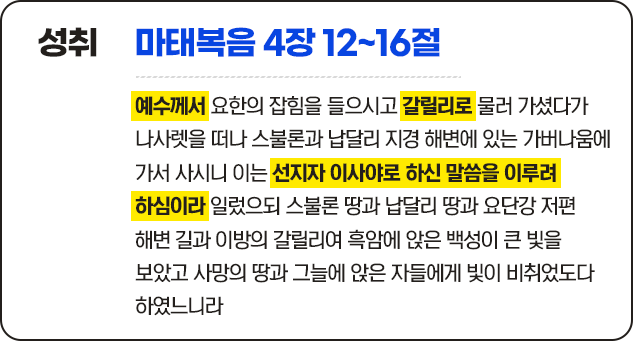 성취 마태복음 4장 12~16절
예수께서 요한의 잡힘을 들으시고 갈릴리로 물러 가셨다가
나사렛을 떠나 스불론과 납달리 지경 해변에 있는 가버나움에
가서 사시니 이는 선지자 이사야로 하신 말씀을 이루려
하심이라 일렀으되 스불론 땅과 납달리 땅과 요단강 저편
해변 길과 이방의 갈릴리여 흑암에 앉은 백성이 큰 빛을
보았고 사망의 땅과 그늘에 앉은 자들에게 빛이 비취었도다
하였느니라